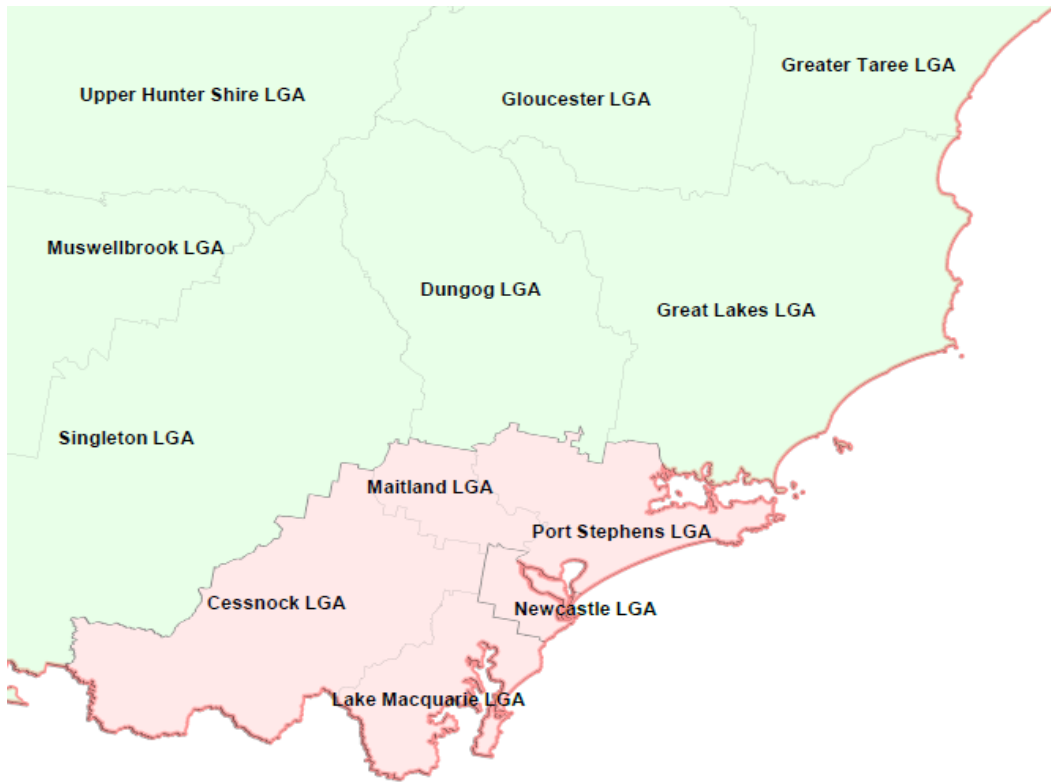 Greater Taree LGA
Upper Hunter Shire LGA
Gloucester LGA
Muswellbrook LGA
Dungog LGA
Great Lakes LGA
Singleton LGA
Maitland LGA
Port Stephens LGA
Cessnock LGA
Newcastle LGA
Lake Macquarie LGA